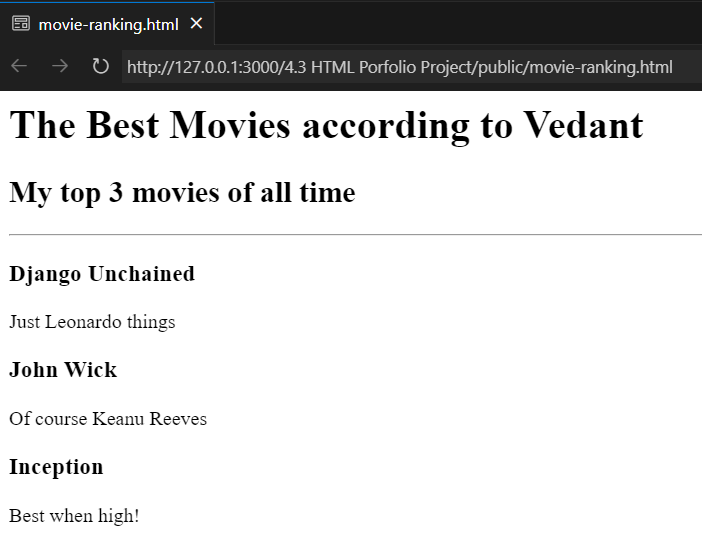 movie-ranking.html
http://127.0.0.1:3000/4.3 HTML Porfolio Project/public/movie-ranking.html
The Best Movies according to Vedant
My top 3 movies of all time
Django Unchained
Just Leonardo things
John Wick
Of course Keanu Reeves
Inception
Best when high!